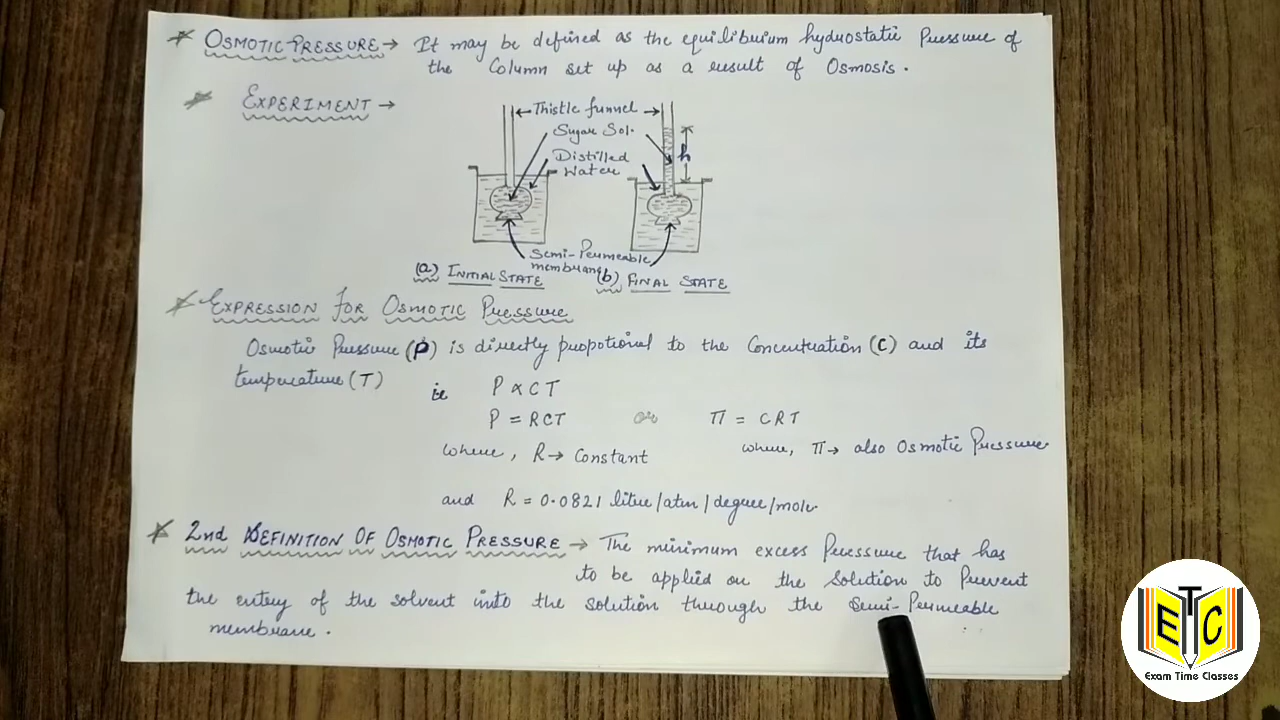 * OSMOTIC PRESSURE → It may be defined as the equilibrium hydrostatic Pressure of
the Column set up as a result of Osmosis.
* EXPERIMENT →
Thistle funnel
Sugar Sol.
Distilled
Water
h
Semi-Permeable
membrane
(a) INITIAL STATE (b) FINAL STATE
* EXPRESSION FOR OSMOTIC PRESSURE
Osmotic Pressure (P) is directly propotional to the Concentration (C) and its
temperature (T) ie P ∝ CT
P = RCT or π = CRT
where, R → Constant where, π → also Osmotic Pressure
and R = 0.0821 litre/atm/degree/mole.
* 2nd DEFINITION OF OSMOTIC PRESSURE → The minimum excess Pressure that has
to be applied on the solution to Prevent
the entry of the solvent into the solution through the Semi-Permeable
membrane.
ETC
Exam Time Classes